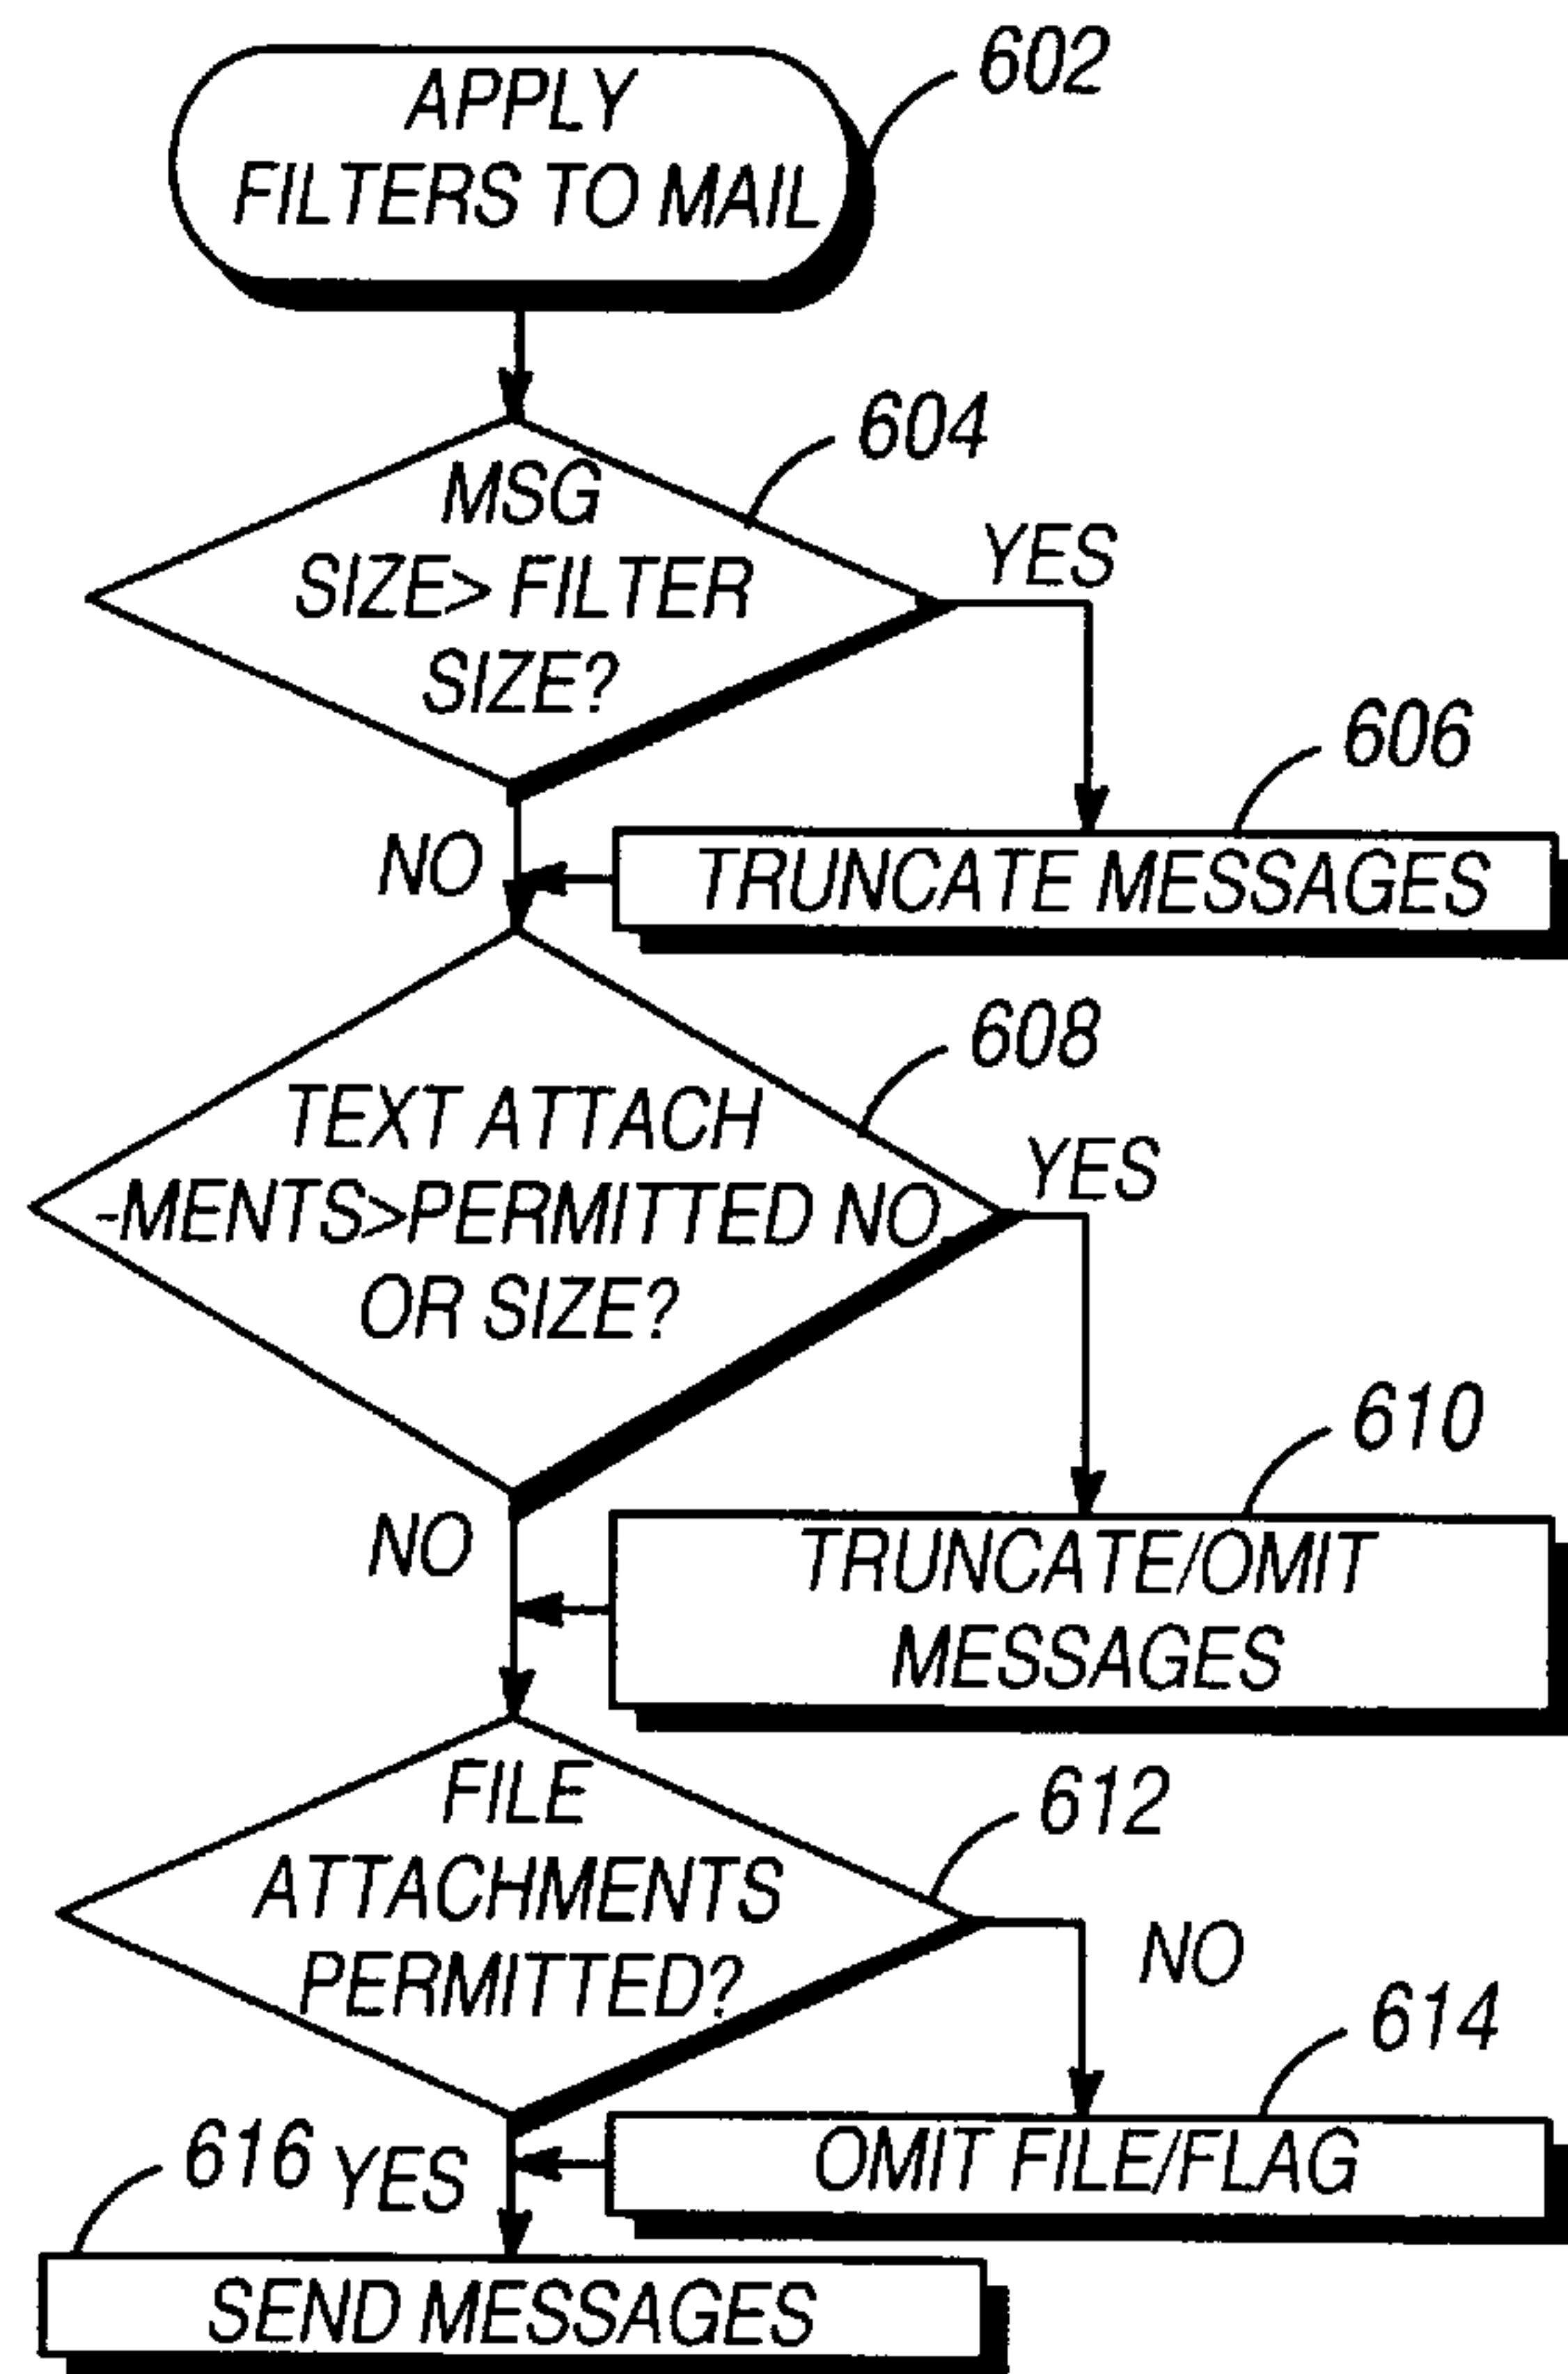 APPLY
FILTERS TO MAIL
602
604
MSG
SIZE> FILTER
SIZE?
YES
606
NO
TRUNCATE MESSAGES
608
TEXT ATTACH
-MENTS>PERMITTED NO.
OR SIZE?
YES
610
NO
TRUNCATE/OMIT
MESSAGES
612
FILE
ATTACHMENTS
PERMITTED?
NO
614
616
YES
OMIT FILE/FLAG
SEND MESSAGES